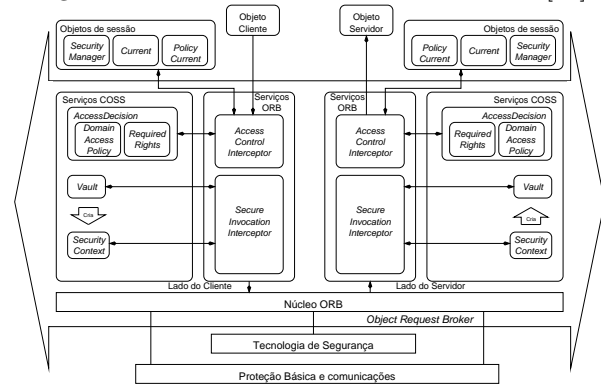 Objeto
Cliente
Objeto
Servidor
Objetos de sessão
Security
Manager
Current
Policy
Current
Objetos de sessão
Policy
Current
Current
Security
Manager
Serviços COSS
AccessDecision
Domain
Access
Policy
Required
Rights
Vault
Cria
Security
Context
Serviços
ORB
Access
Control
Interceptor
Secure
Invocation
Interceptor
Serviços
ORB
Access
Control
Interceptor
Secure
Invocation
Interceptor
Serviços COSS
AccessDecision
Required
Rights
Domain
Access
Policy
Vault
Cria
Security
Context
Lado do Cliente
Lado do Servidor
Núcleo ORB
Object Request Broker
Tecnologia de Segurança
Proteção Básica e comunicações